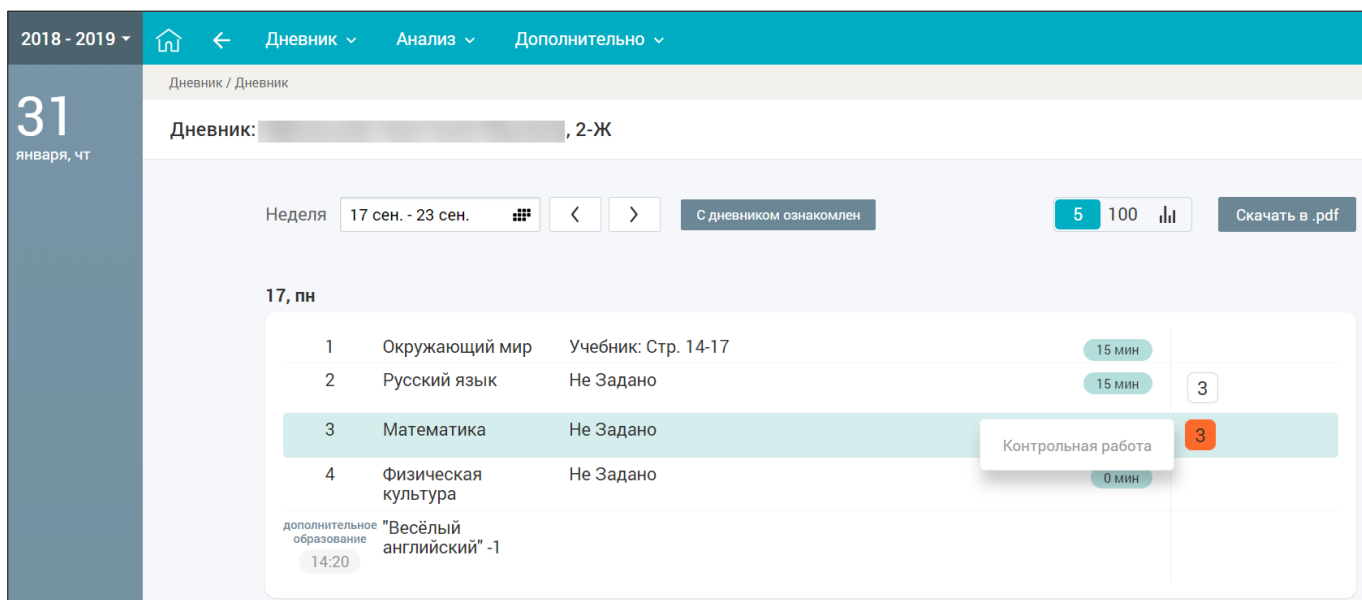 2018 - 2019 Дневник Анализ Дополнительно
Дневник / Дневник
31
января, чт
Дневник: , 2-Ж
Неделя 17 сен. - 23 сен. С дневником ознакомлен 5 100 Скачать в .pdf
17, пн
1 Окружающий мир Учебник: Стр. 14-17 15 мин
2 Русский язык Не Задано 15 мин 3
3 Математика Не Задано 3
Контрольная работа
4 Физическая Не Задано 0 мин
культура
дополнительное "Весёлый
образование английский" -1
14:20